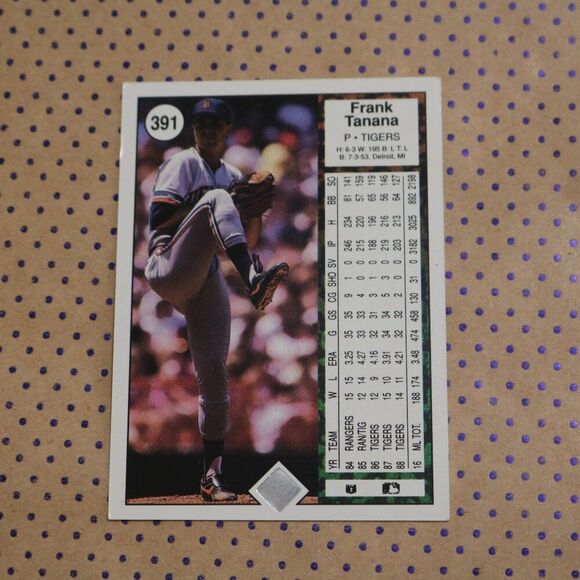 391
Frank
Tanana
P • TIGERS
H: 6-3 W: 195 B: L T: L
B: 7-3-53, Detroit, MI
YR TEAM W L ERA G GS CG SHO SV IP H BB SO
84 RANGERS 15 15 3.25 35 35 9 1 0 246 234 81 141
85 RAN/TIG 12 14 4.27 33 33 4 0 0 215 220 57 159
86 TIGERS 12 9 4.16 32 31 3 1 0 188 196 65 119
87 TIGERS 15 10 3.91 34 34 5 3 0 219 216 56 146
88 TIGERS 14 11 4.21 32 32 2 0 0 203 213 64 127
16 ML TOT. 188 174 3.48 474 458 130 31 0 3182 3025 892 2198